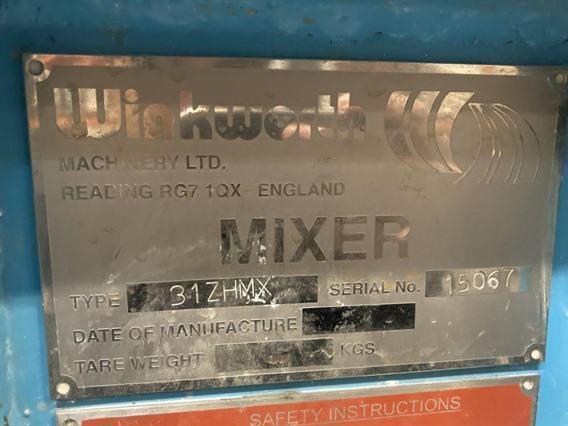 Winkworth
MACHINERY LTD.
READING RG7 1QX ENGLAND
MIXER
TYPE 31ZHMX SERIAL No. 15067
DATE OF MANUFACTURE
TARE WEIGHT KGS
SAFETY INSTRUCTIONS